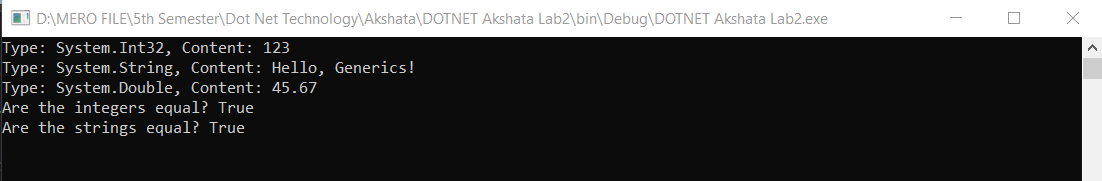 D:\MERO FILE\5th Semester\Dot Net Technology\Akshata\DOTNET Akshata Lab2\bin\Debug\DOTNET Akshata Lab2.exe
Type: System.Int32, Content: 123
Type: System.String, Content: Hello, Generics!
Type: System.Double, Content: 45.67
Are the integers equal? True
Are the strings equal? True